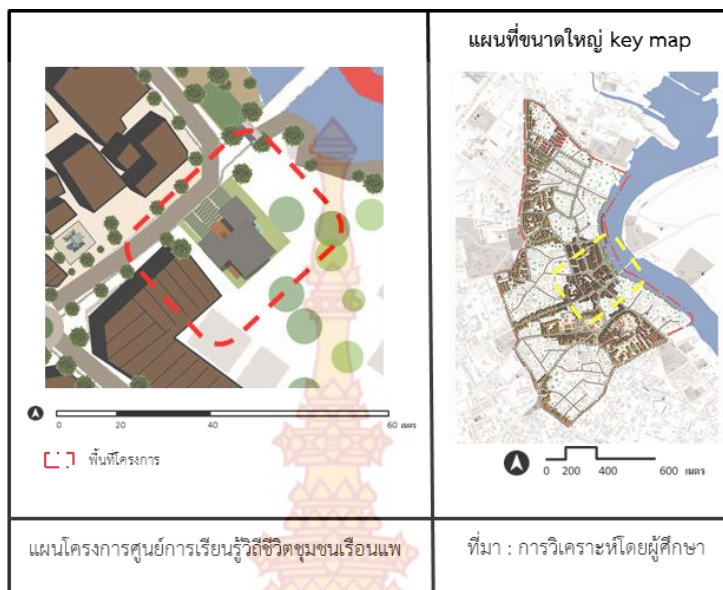 แผนที่ขนาดใหญ่ key map
0 20 40 60 เมตร
พื้นที่โครงการ
0 200 400 600 เมตร
แผนโครงการศูนย์การเรียนรู้วิถีชีวิตชุมชนเรือนแพ
ที่มา : การวิเคราะห์โดยผู้ศึกษา